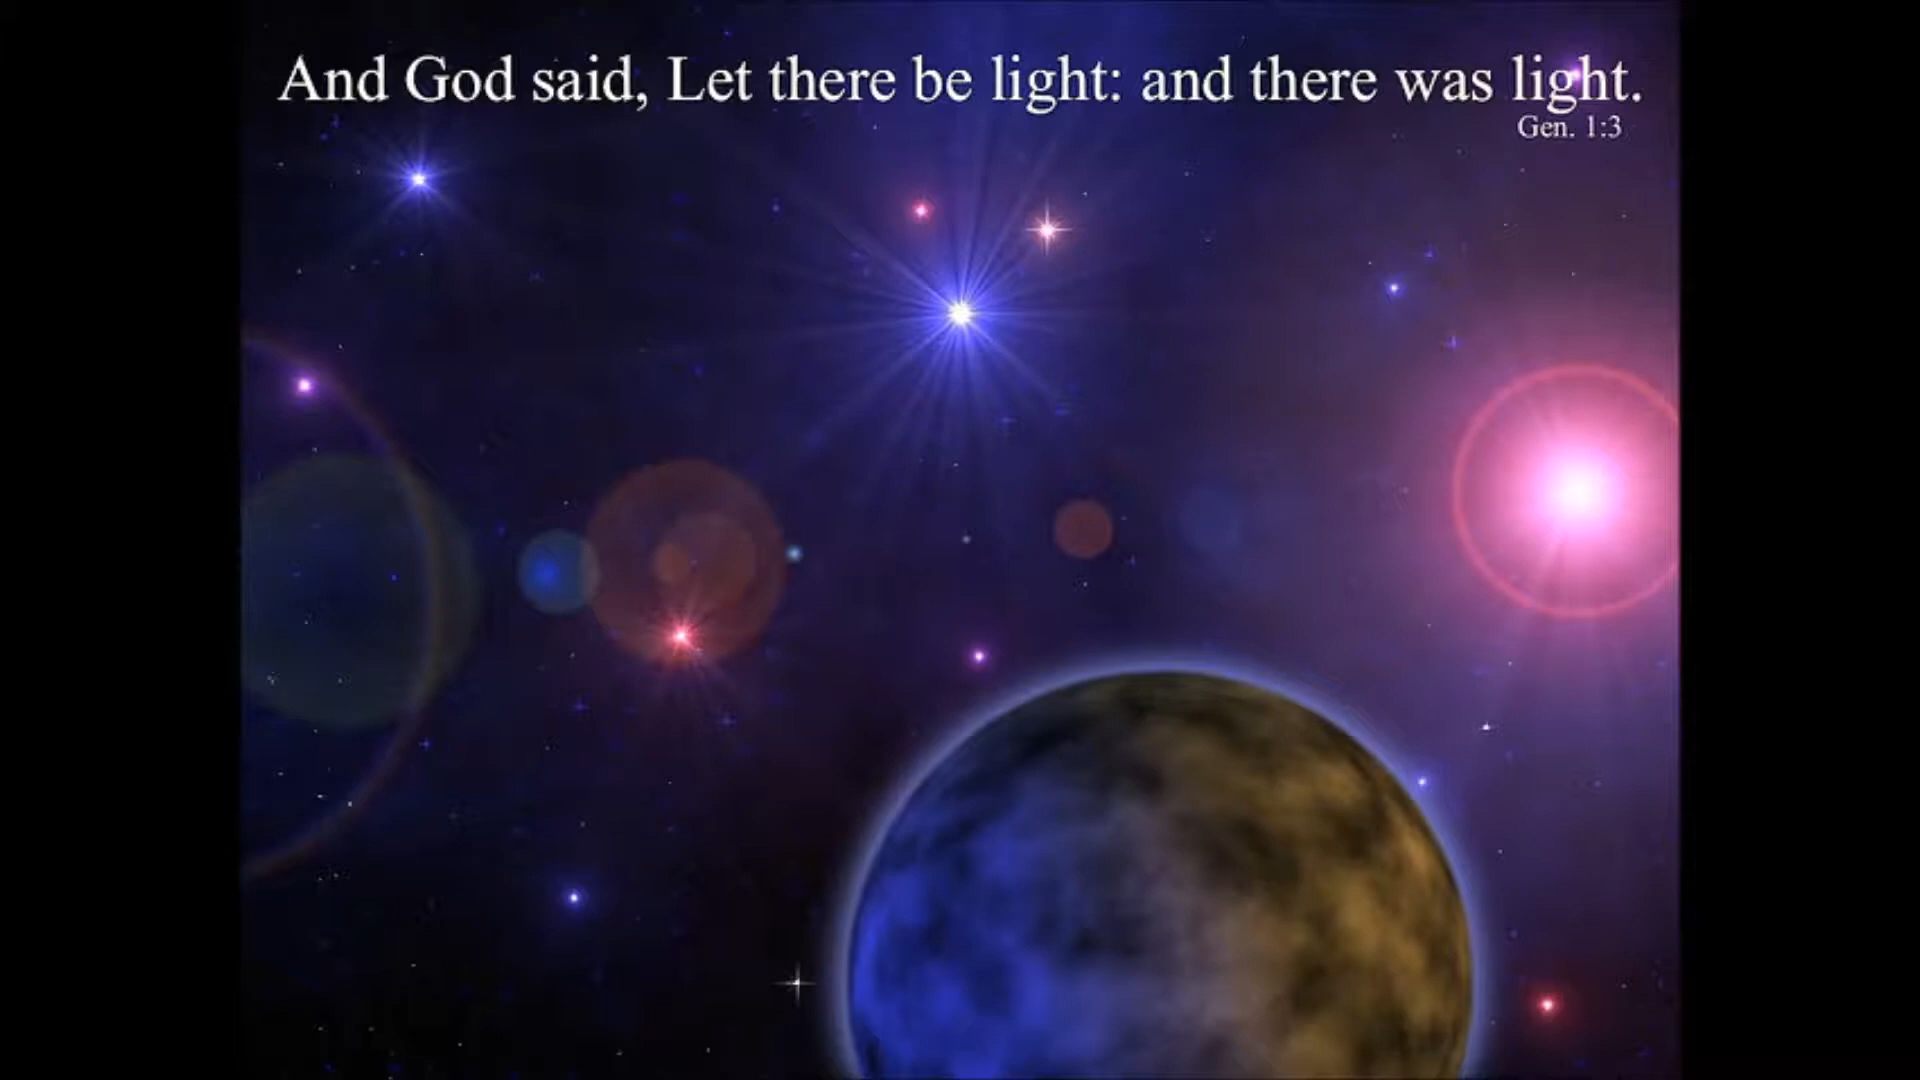 And God said, Let there be light: and there was light.
Gen. 1:3